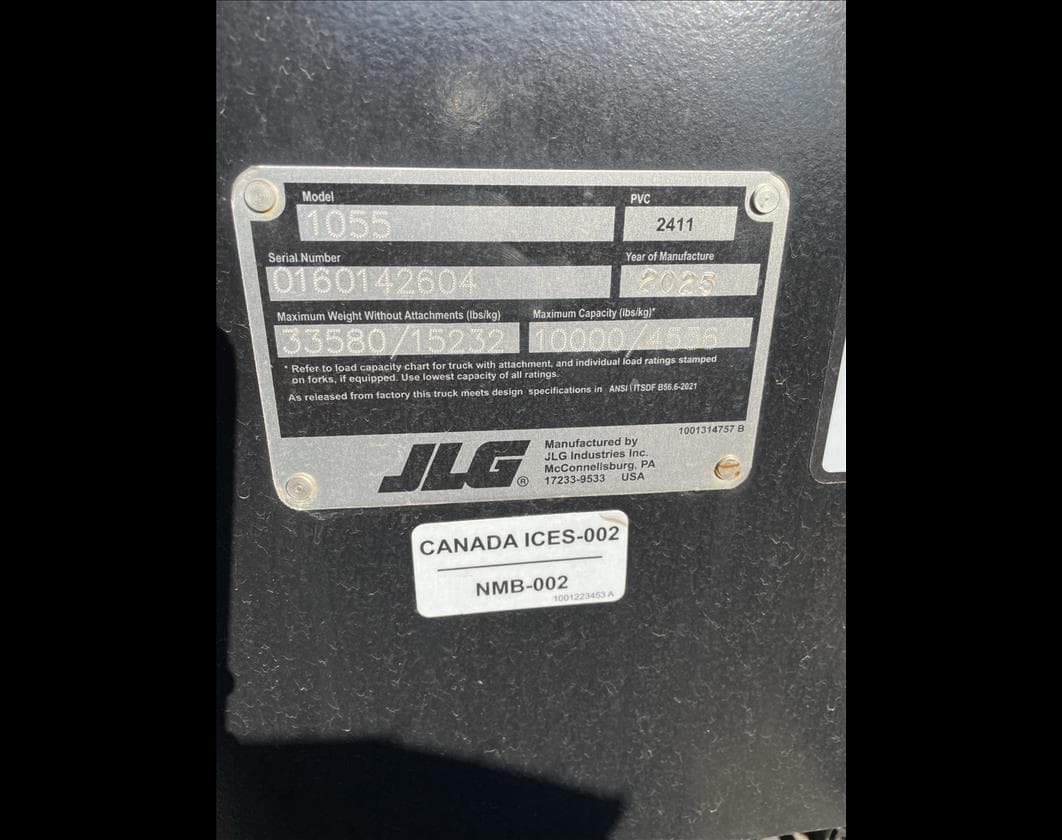 Model
PVC
1055
2411
Serial Number
Year of Manufacture
0160142604
2025
Maximum Weight Without Attachments (lbs/kg)
Maximum Capacity (lbs/kg)*
33580/15232
10000/4536
* Refer to load capacity chart for truck with attachment, and individual load ratings stamped
on forks, if equipped. Use lowest capacity of all ratings.
As released from factory this truck meets design specifications in ANSI \ ITSDF B56.6-2021
1001314757 B
JLG®
Manufactured by
JLG Industries Inc.
McConnellsburg, PA
17233-9533 USA
CANADA ICES-002
NMB-002
1001223453 A